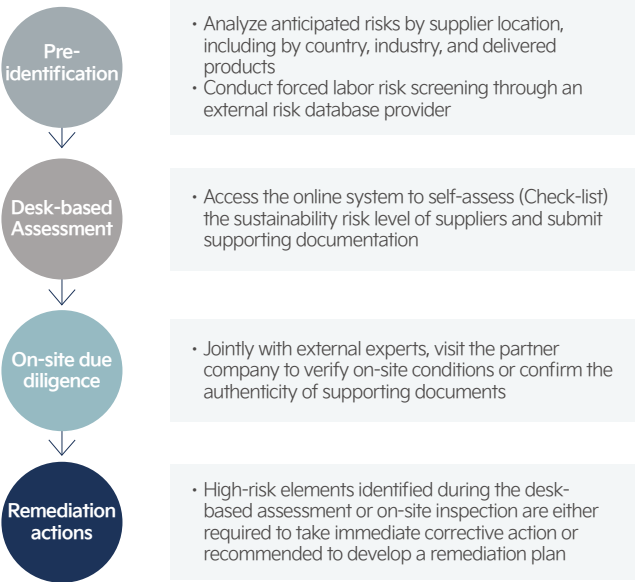 Pre-
identification
• Analyze anticipated risks by supplier location,
including by country, industry, and delivered
products
• Conduct forced labor risk screening through an
external risk database provider
Desk-based
Assessment
• Access the online system to self-assess (Check-list)
the sustainability risk level of suppliers and submit
supporting documentation
On-site due
diligence
• Jointly with external experts, visit the partner
company to verify on-site conditions or confirm the
authenticity of supporting documents
Remediation
actions
• High-risk elements identified during the desk-
based assessment or on-site inspection are either
required to take immediate corrective action or
recommended to develop a remediation plan